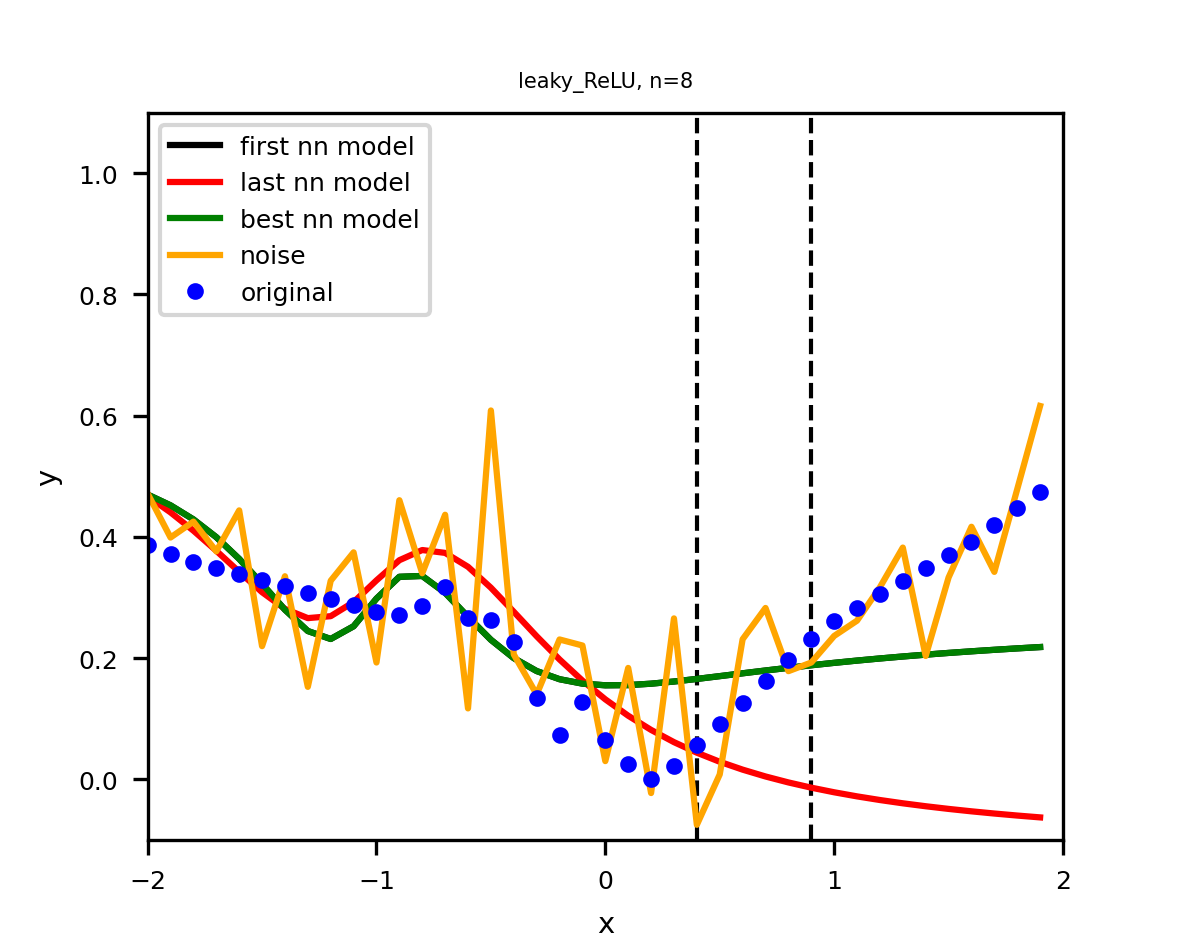 leaky_ReLU, n=8
first nn model
last nn model
best nn model
noise
original
1.0
0.8
0.6
0.4
0.2
0.0
y
−2
−1
0
1
2
x